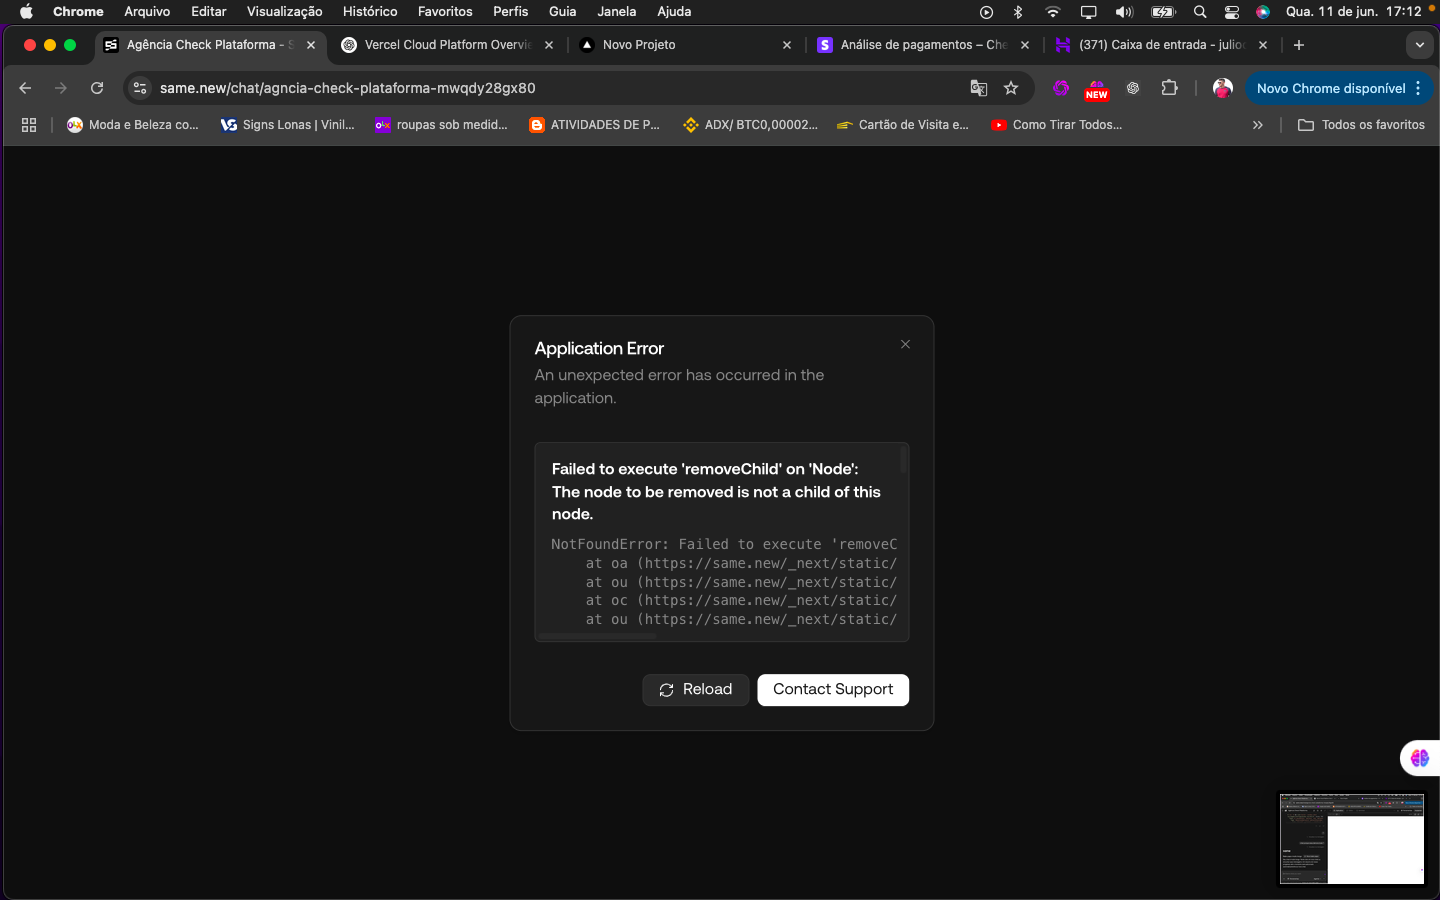 Chrome Arquivo Editar Visualização Histórico Favoritos Perfis Guia Janela Ajuda Qua. 11 de jun. 17:12
Agência Check Plataforma - S
Vercel Cloud Platform Overvie
Novo Projeto
Análise de pagamentos – Che
(371) Caixa de entrada - julio
same.new/chat/agncia-check-plataforma-mwqdy28gx80
NEW
Novo Chrome disponível
Moda e Beleza co...
Signs Lonas | Vinil...
roupas sob medid...
ATIVIDADES DE P...
ADX/ BTC0,00002...
Cartão de Visita e...
Como Tirar Todos...
Todos os favoritos
Application Error
An unexpected error has occurred in the
application.
Failed to execute 'removeChild' on 'Node':
The node to be removed is not a child of this
node.
NotFoundError: Failed to execute 'removeC
at oa (https://same.new/_next/static/
at ou (https://same.new/_next/static/
at oc (https://same.new/_next/static/
at ou (https://same.new/_next/static/
Reload
Contact Support